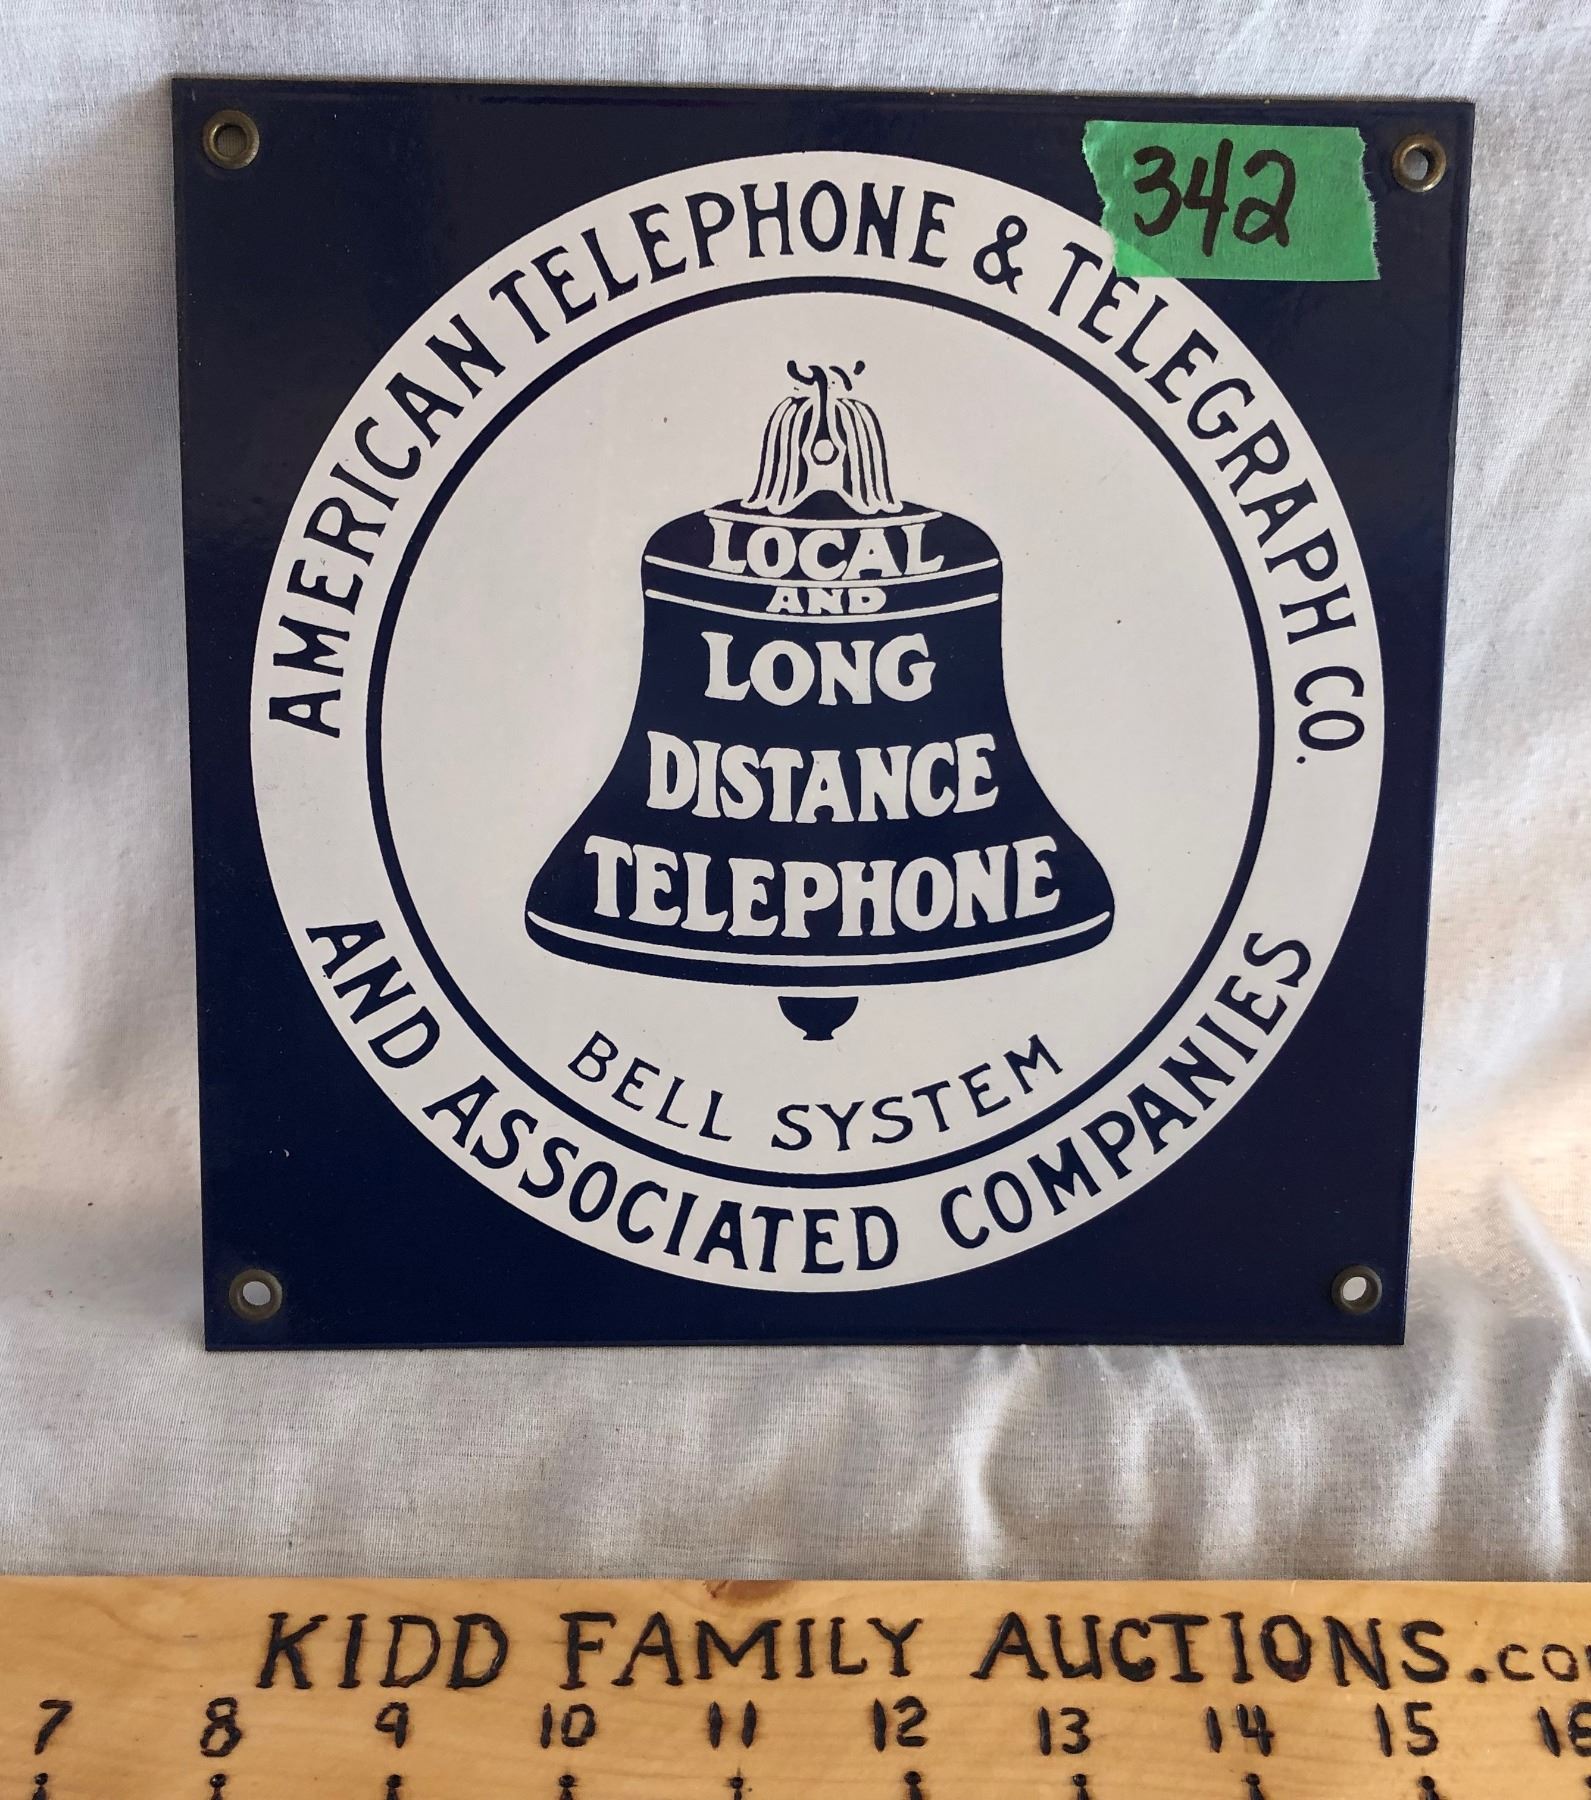 342
AMERICAN TELEPHONE & TELEGRAPH CO.
LOCAL
AND
LONG
DISTANCE
TELEPHONE
BELL SYSTEM
AND ASSOCIATED COMPANIES
KIDD FAMILY AUCTIONS.co
7 8 9 10 11 12 13 14 15